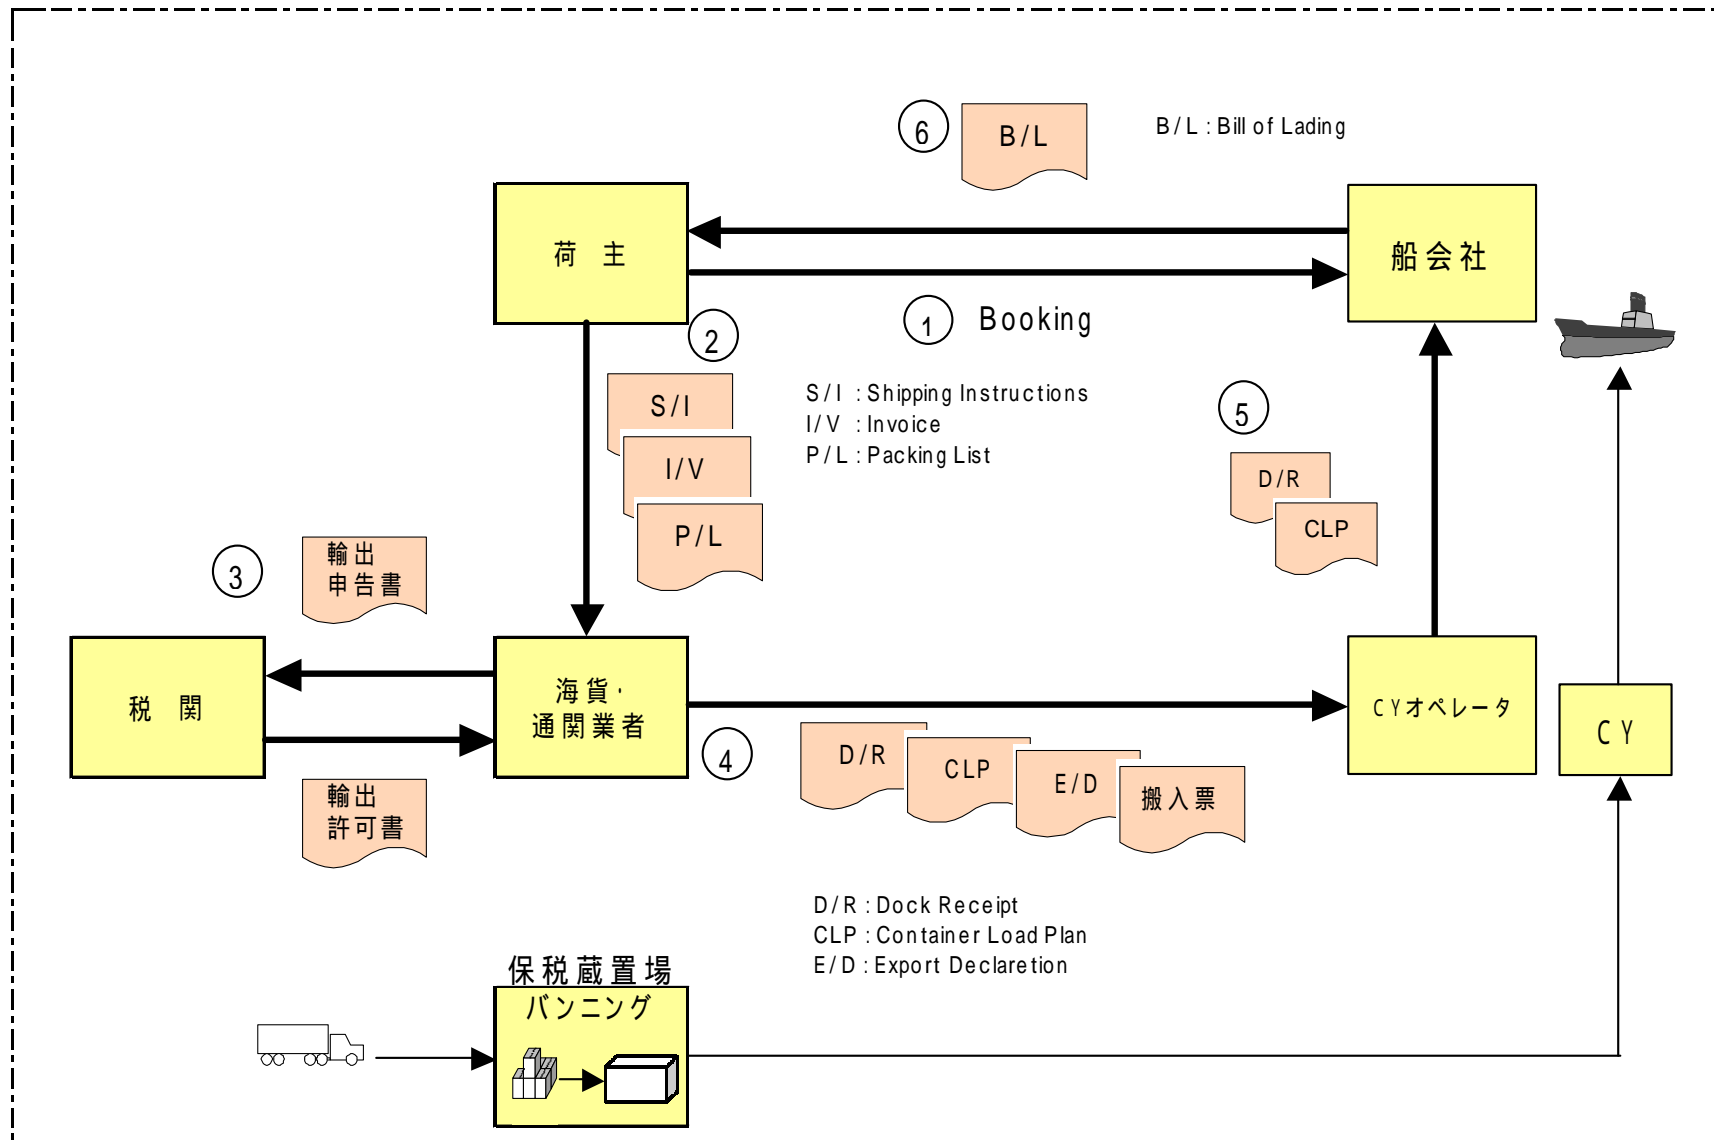 6
B/L
B/L : Bill of Lading
荷 主
船会社
1
Booking
2
S/I
I/V
P/L
S/I : Shipping Instructions
I/V : Invoice
P/L : Packing List
5
D/R
CLP
3
輸出
申告書
税 関
海貨・
通関業者
CYオペレータ
CY
輸出
許可書
4
D/R
CLP
E/D
搬入票
D/R : Dock Receipt
CLP : Container Load Plan
E/D : Export Declaretion
保税蔵置場
バンニング